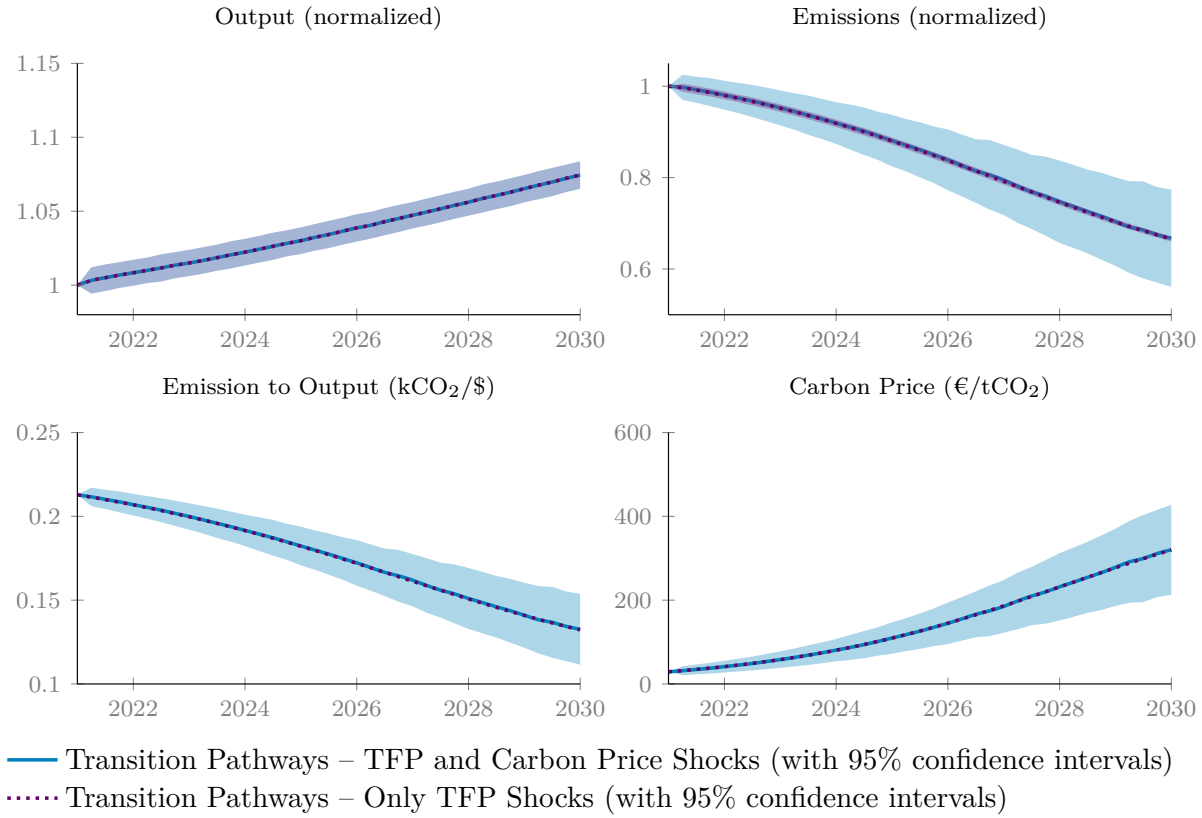 Output (normalized)
Emissions (normalized)
1.15
1.1
1.05
1
2022 2024 2026 2028 2030
1
0.8
0.6
2022 2024 2026 2028 2030
Emission to Output (kCO₂/$)
Carbon Price (€/tCO₂)
0.25
0.2
0.15
0.1
2022 2024 2026 2028 2030
600
400
200
0
2022 2024 2026 2028 2030
Transition Pathways – TFP and Carbon Price Shocks (with 95% confidence intervals)
Transition Pathways – Only TFP Shocks (with 95% confidence intervals)